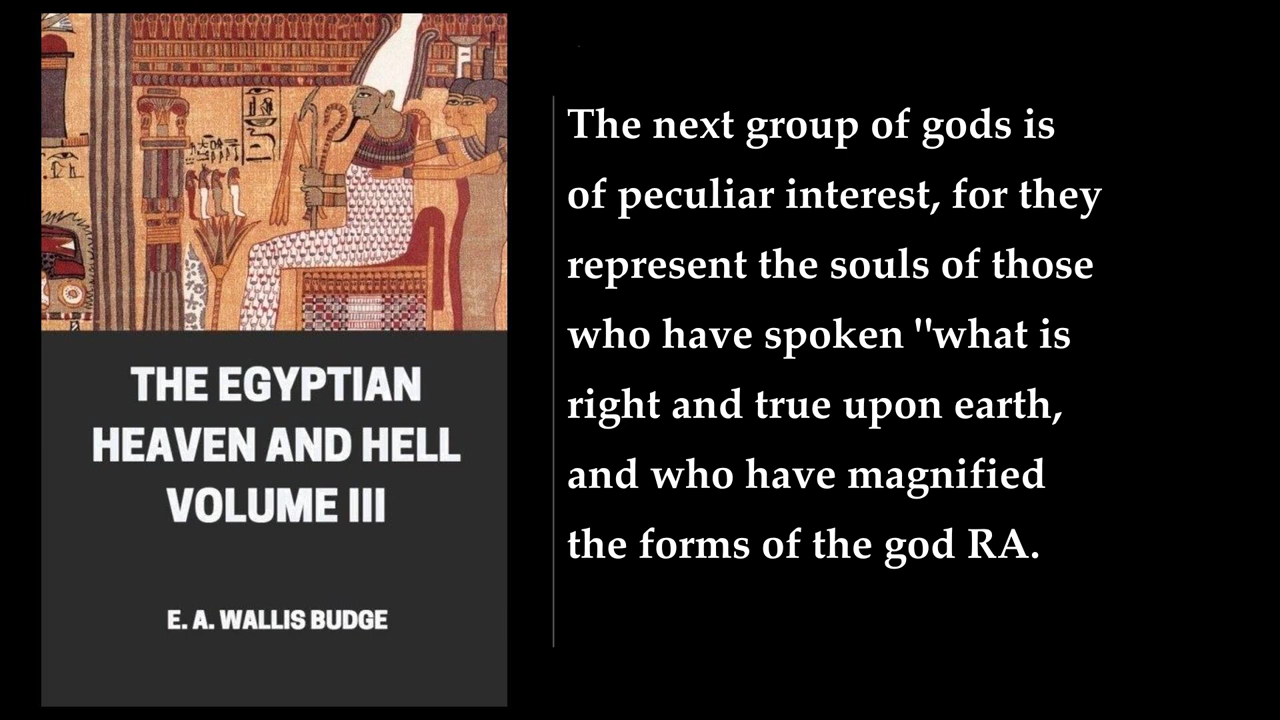 THE EGYPTIAN
HEAVEN AND HELL
VOLUME III
E. A. WALLIS BUDGE
The next group of gods is
of peculiar interest, for they
represent the souls of those
who have spoken "what is
right and true upon earth,
and who have magnified
the forms of the god RA.